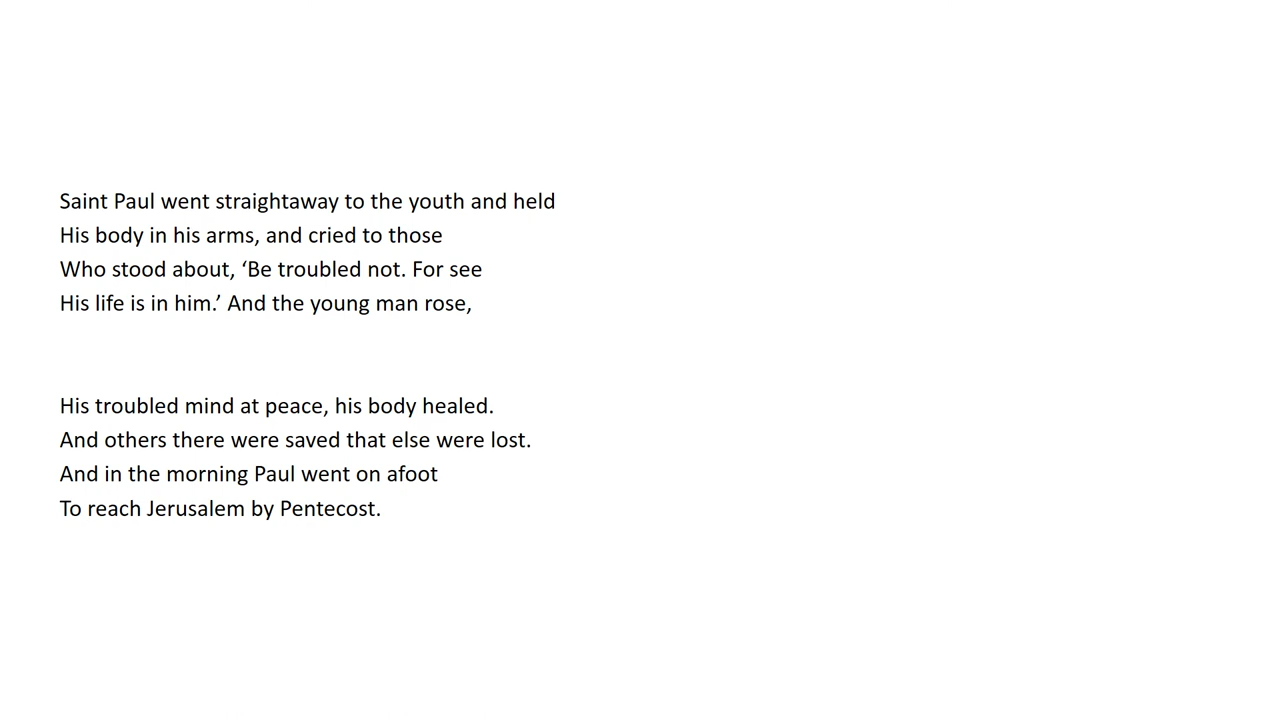 Saint Paul went straightaway to the youth and held
His body in his arms, and cried to those
Who stood about, ‘Be troubled not. For see
His life is in him.’ And the young man rose,
His troubled mind at peace, his body healed.
And others there were saved that else were lost.
And in the morning Paul went on afoot
To reach Jerusalem by Pentecost.